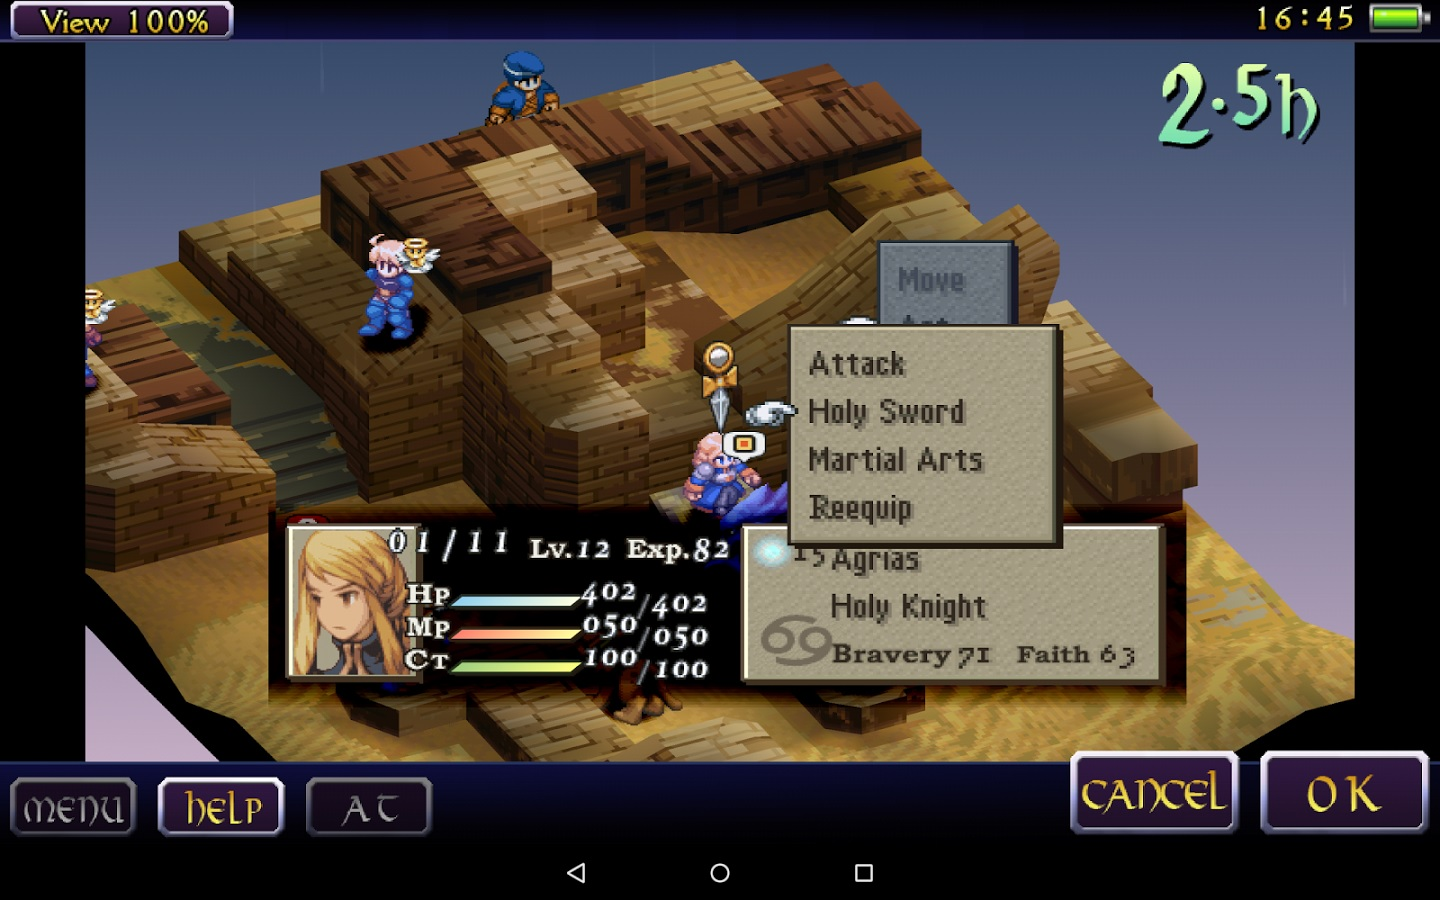 View 100%
16:45
2.5h
Move
Attack
Holy Sword
Martial Arts
Reequip
01/11 Lv.12 Exp.82
Hp 402/402
Mp 050/050
Ct 100/100
15 Agrias
Holy Knight
Bravery 71 Faith 63
MENU
HELP
AT
CANCEL
OK